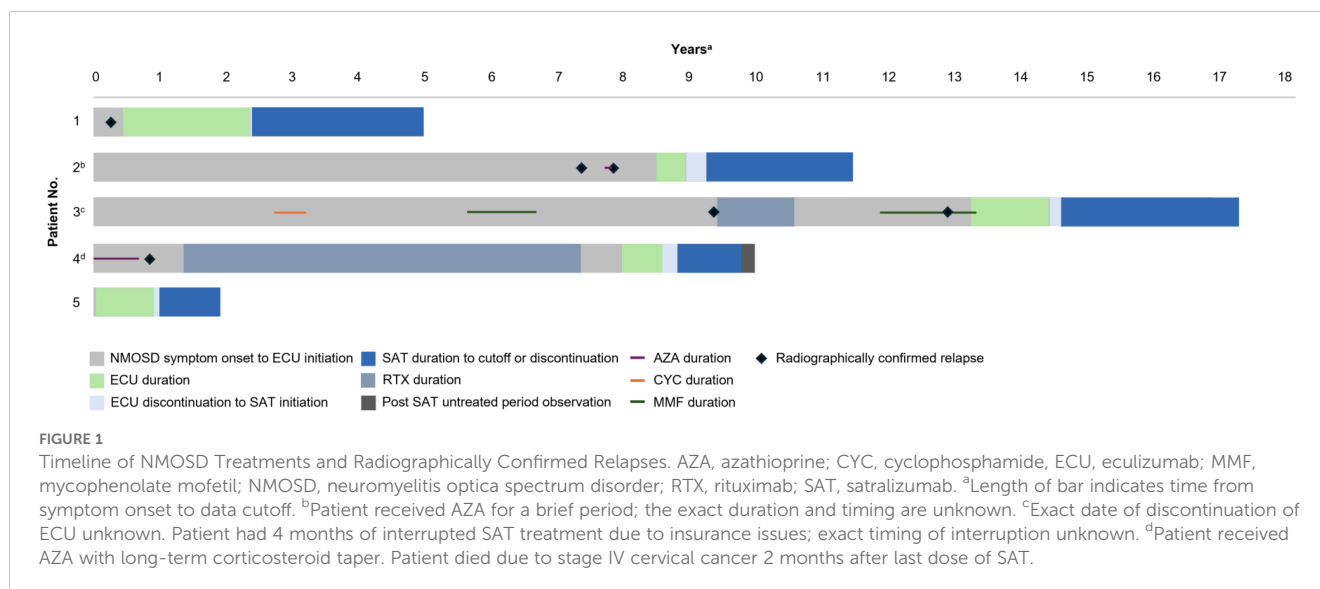 Yearsa
0 1 2 3 4 5 6 7 8 9 10 11 12 13 14 15 16 17 18
Patient No.
1
2b
3c
4d
5
NMOSD symptom onset to ECU initiation
SAT duration to cutoff or discontinuation
AZA duration
Radiographically confirmed relapse
ECU duration
RTX duration
CYC duration
ECU discontinuation to SAT initiation
Post SAT untreated period observation
MMF duration
FIGURE 1
Timeline of NMOSD Treatments and Radiographically Confirmed Relapses. AZA, azathioprine; CYC, cyclophosphamide, ECU, eculizumab; MMF,
mycophenolate mofetil; NMOSD, neuromyelitis optica spectrum disorder; RTX, rituximab; SAT, satralizumab. aLength of bar indicates time from
symptom onset to data cutoff. bPatient received AZA for a brief period; the exact duration and timing are unknown. cExact date of discontinuation of
ECU unknown. Patient had 4 months of interrupted SAT treatment due to insurance issues; exact timing of interruption unknown. dPatient received
AZA with long-term corticosteroid taper. Patient died due to stage IV cervical cancer 2 months after last dose of SAT.